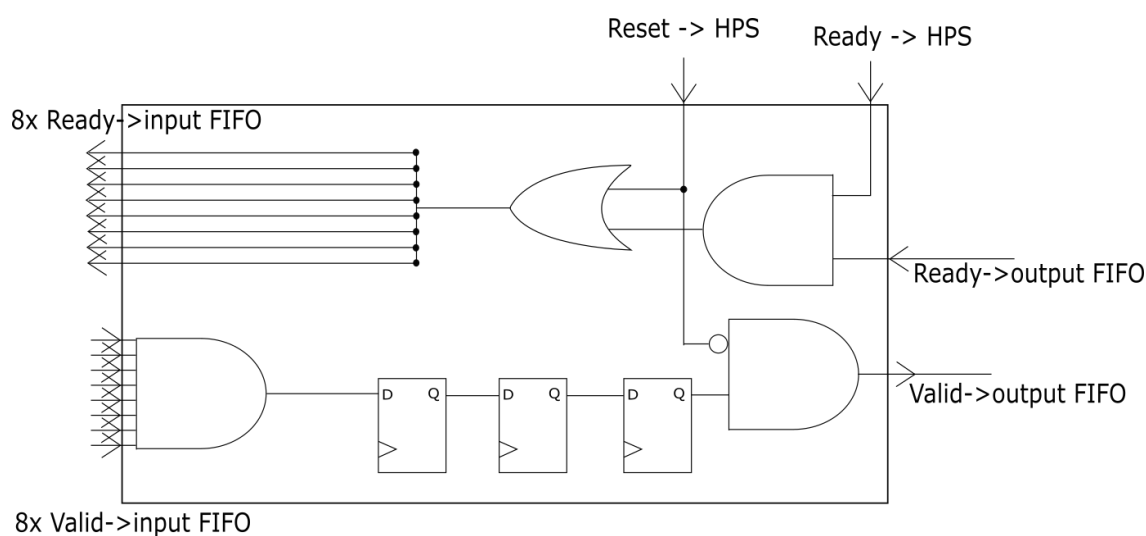 Reset -> HPS
Ready -> HPS
8x Ready->input FIFO
Ready->output FIFO
D Q
D Q
D Q
Valid->output FIFO
8x Valid->input FIFO